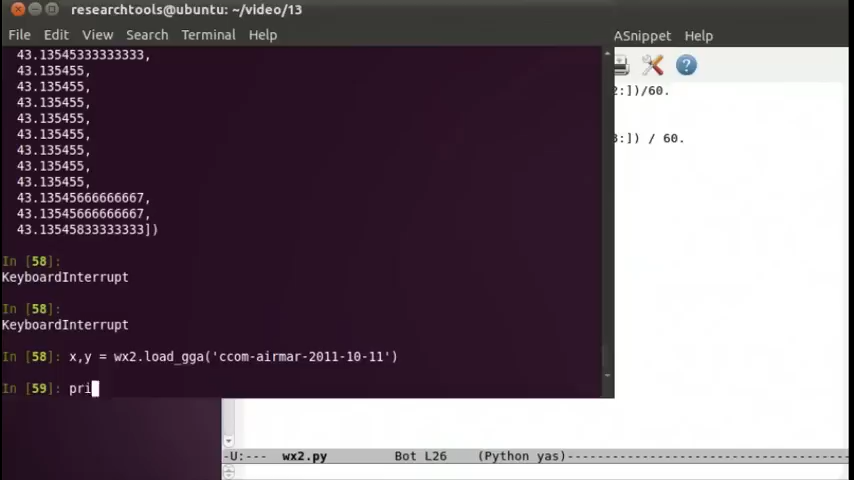 researchtools@ubuntu: ~/video/13
File Edit View Search Terminal Help
ASnippet Help
43.13545333333333,
43.135455,
43.135455,
43.135455,
43.135455,
43.135455,
43.135455,
43.135455,
43.135455,
43.13545666666667,
43.13545666666667,
43.13545833333333])
In [58]:
KeyboardInterrupt
In [58]:
KeyboardInterrupt
In [58]: x,y = wx2.load_gga('ccom-airmar-2011-10-11')
In [59]: pri
2:])/60.
3:]) / 60.
-U:--- wx2.py Bot L26 (Python yas)-----------------------------------